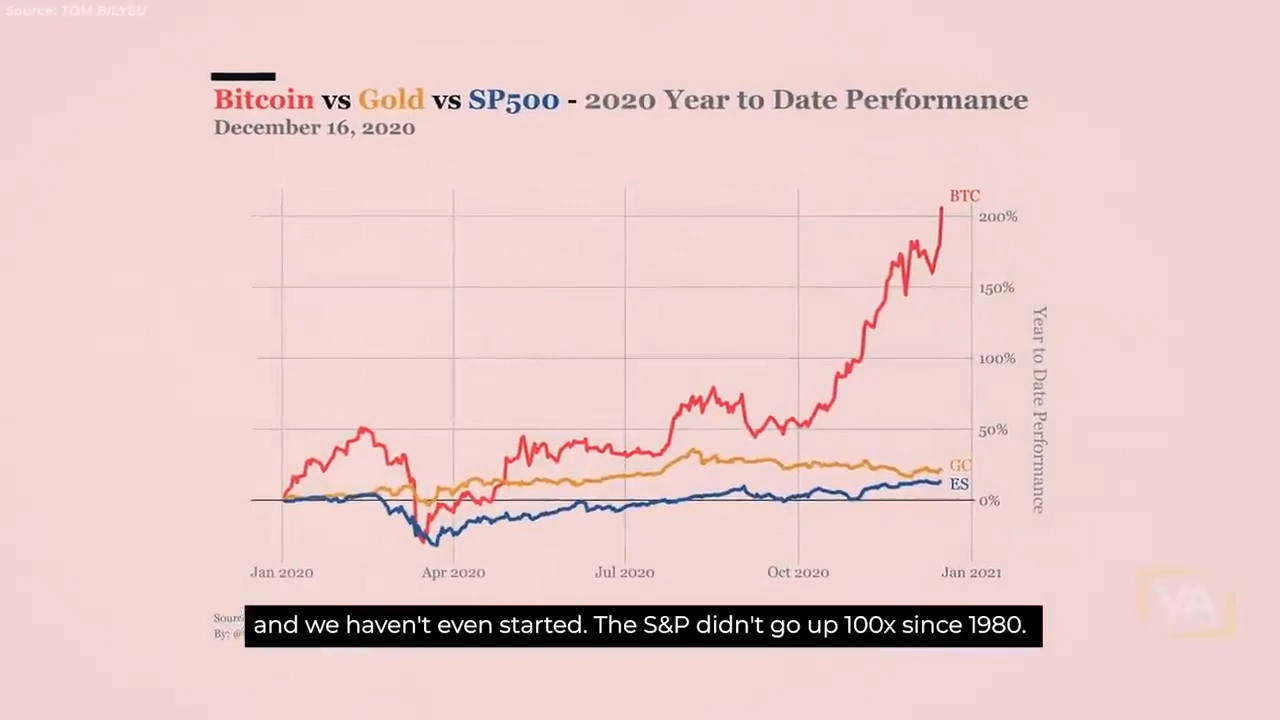 Source: TOM BILYEU
Bitcoin vs Gold vs SP500 - 2020 Year to Date Performance
December 16, 2020
BTC
200%
150%
100%
50%
GC
ES
0%
Year to Date Performance
Jan 2020 Apr 2020 Jul 2020 Oct 2020 Jan 2021
and we haven't even started. The S&P didn't go up 100x since 1980.
By:
YA